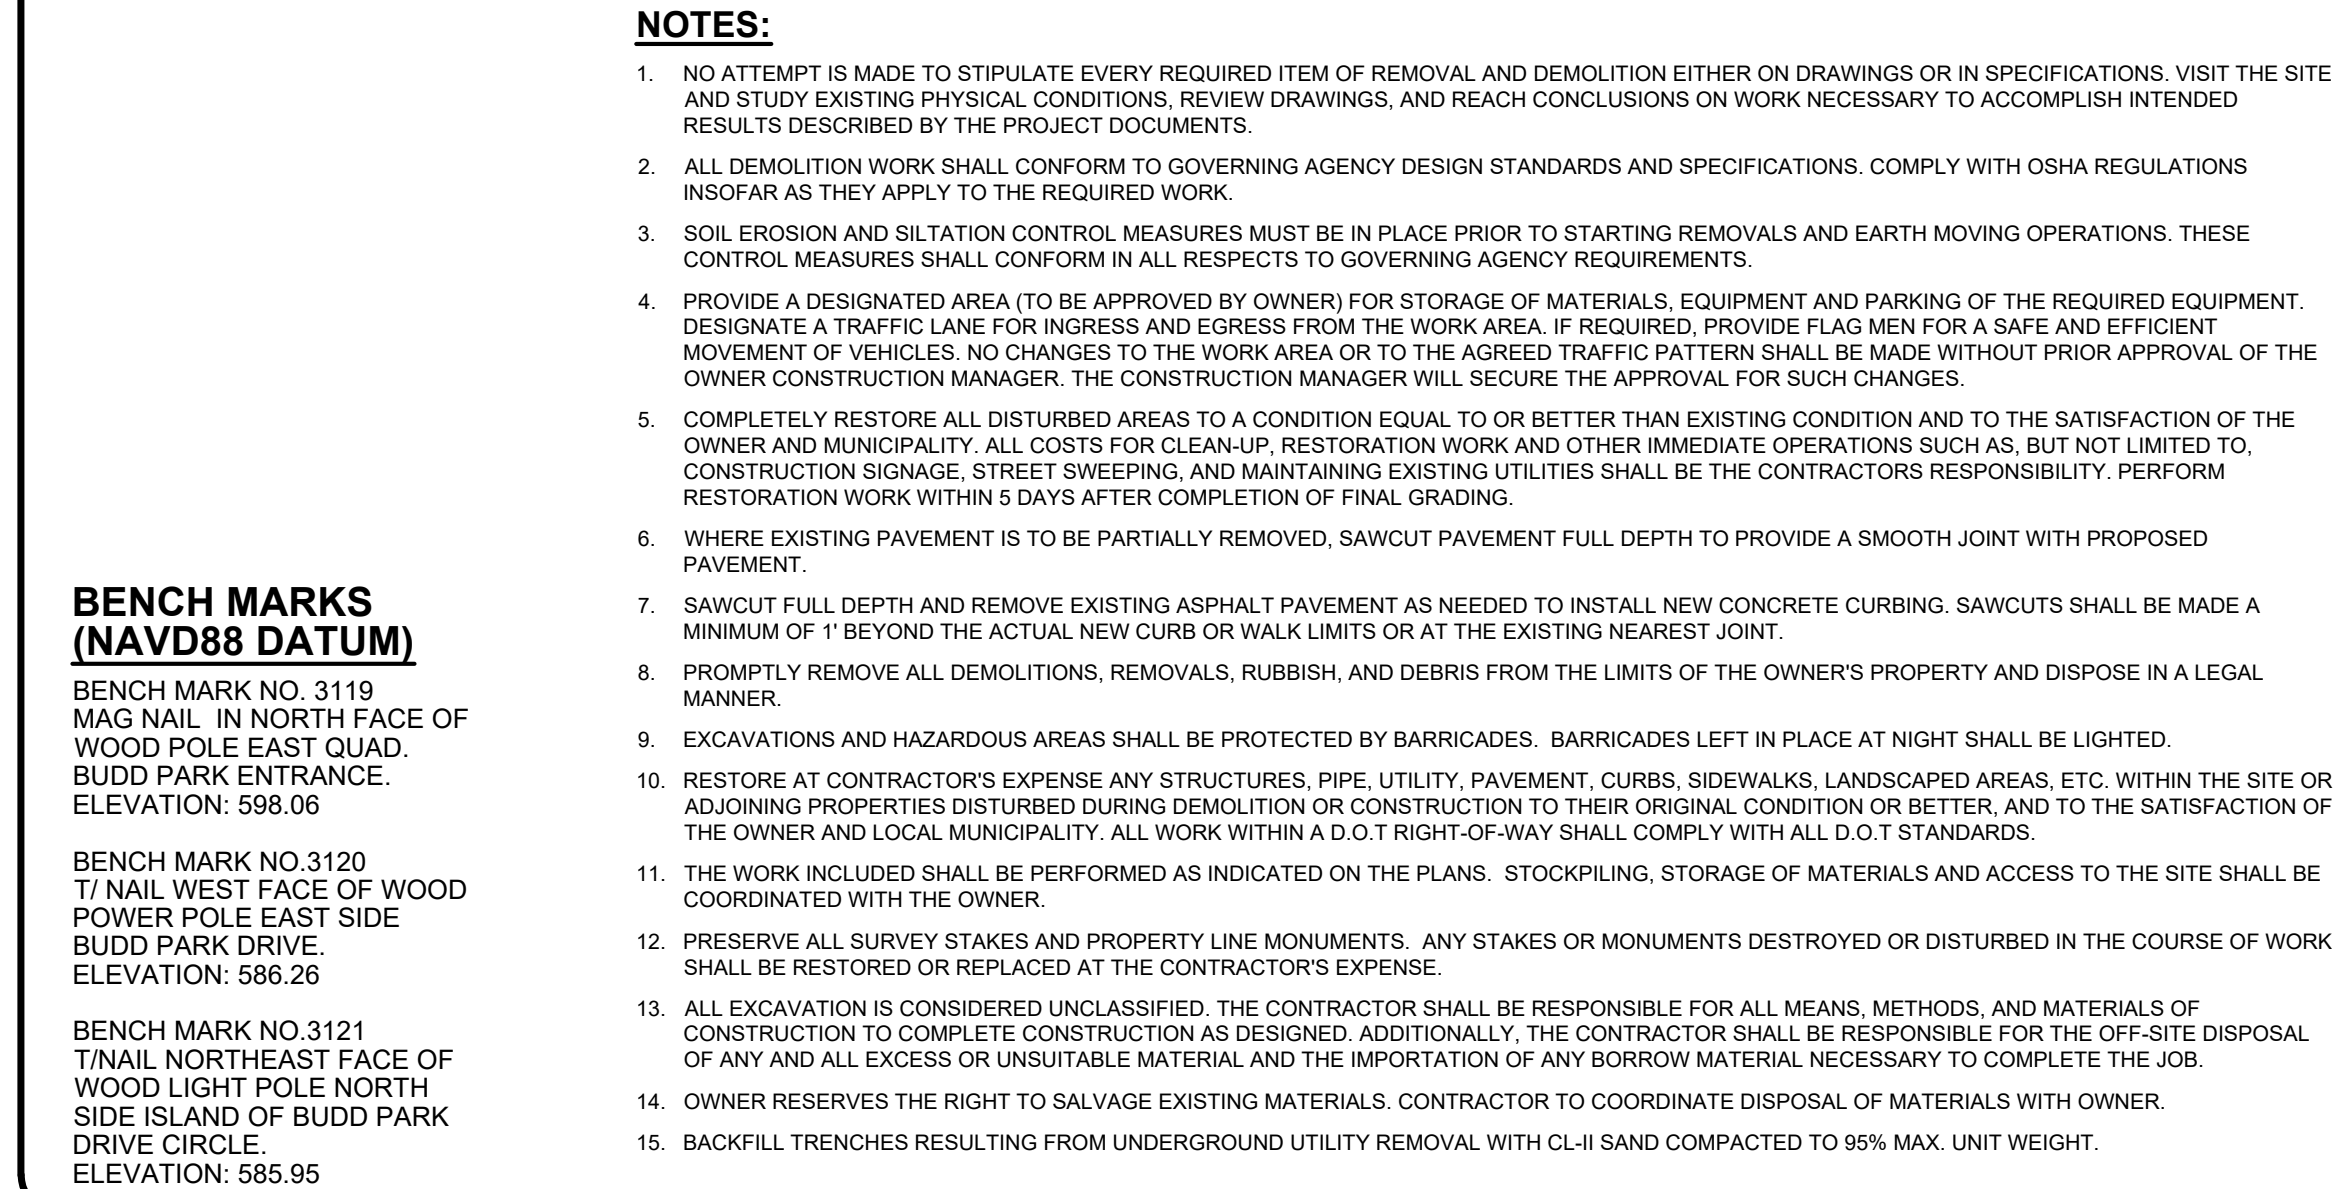 NOTES:
1. NO ATTEMPT IS MADE TO STIPULATE EVERY REQUIRED ITEM OF REMOVAL AND DEMOLITION EITHER ON DRAWINGS OR IN SPECIFICATIONS. VISIT THE SITE
AND STUDY EXISTING PHYSICAL CONDITIONS, REVIEW DRAWINGS, AND REACH CONCLUSIONS ON WORK NECESSARY TO ACCOMPLISH INTENDED
RESULTS DESCRIBED BY THE PROJECT DOCUMENTS.
2. ALL DEMOLITION WORK SHALL CONFORM TO GOVERNING AGENCY DESIGN STANDARDS AND SPECIFICATIONS. COMPLY WITH OSHA REGULATIONS
INSOFAR AS THEY APPLY TO THE REQUIRED WORK.
3. SOIL EROSION AND SILTATION CONTROL MEASURES MUST BE IN PLACE PRIOR TO STARTING REMOVALS AND EARTH MOVING OPERATIONS. THESE
CONTROL MEASURES SHALL CONFORM IN ALL RESPECTS TO GOVERNING AGENCY REQUIREMENTS.
4. PROVIDE A DESIGNATED AREA (TO BE APPROVED BY OWNER) FOR STORAGE OF MATERIALS, EQUIPMENT AND PARKING OF THE REQUIRED EQUIPMENT.
DESIGNATE A TRAFFIC LANE FOR INGRESS AND EGRESS FROM THE WORK AREA. IF REQUIRED, PROVIDE FLAG MEN FOR A SAFE AND EFFICIENT
MOVEMENT OF VEHICLES. NO CHANGES TO THE WORK AREA OR TO THE AGREED TRAFFIC PATTERN SHALL BE MADE WITHOUT PRIOR APPROVAL OF THE
OWNER CONSTRUCTION MANAGER. THE CONSTRUCTION MANAGER WILL SECURE THE APPROVAL FOR SUCH CHANGES.
5. COMPLETELY RESTORE ALL DISTURBED AREAS TO A CONDITION EQUAL TO OR BETTER THAN EXISTING CONDITION AND TO THE SATISFACTION OF THE
OWNER AND MUNICIPALITY. ALL COSTS FOR CLEAN-UP, RESTORATION WORK AND OTHER IMMEDIATE OPERATIONS SUCH AS, BUT NOT LIMITED TO,
CONSTRUCTION SIGNAGE, STREET SWEEPING, AND MAINTAINING EXISTING UTILITIES SHALL BE THE CONTRACTORS RESPONSIBILITY. PERFORM
RESTORATION WORK WITHIN 5 DAYS AFTER COMPLETION OF FINAL GRADING.
6. WHERE EXISTING PAVEMENT IS TO BE PARTIALLY REMOVED, SAWCUT PAVEMENT FULL DEPTH TO PROVIDE A SMOOTH JOINT WITH PROPOSED
PAVEMENT.
7. SAWCUT FULL DEPTH AND REMOVE EXISTING ASPHALT PAVEMENT AS NEEDED TO INSTALL NEW CONCRETE CURBING. SAWCUTS SHALL BE MADE A
MINIMUM OF 1' BEYOND THE ACTUAL NEW CURB OR WALK LIMITS OR AT THE EXISTING NEAREST JOINT.
8. PROMPTLY REMOVE ALL DEMOLITIONS, REMOVALS, RUBBISH, AND DEBRIS FROM THE LIMITS OF THE OWNER'S PROPERTY AND DISPOSE IN A LEGAL
MANNER.
9. EXCAVATIONS AND HAZARDOUS AREAS SHALL BE PROTECTED BY BARRICADES. BARRICADES LEFT IN PLACE AT NIGHT SHALL BE LIGHTED.
10. RESTORE AT CONTRACTOR'S EXPENSE ANY STRUCTURES, PIPE, UTILITY, PAVEMENT, CURBS, SIDEWALKS, LANDSCAPED AREAS, ETC. WITHIN THE SITE OR
ADJOINING PROPERTIES DISTURBED DURING DEMOLITION OR CONSTRUCTION TO THEIR ORIGINAL CONDITION OR BETTER, AND TO THE SATISFACTION OF
THE OWNER AND LOCAL MUNICIPALITY. ALL WORK WITHIN A D.O.T RIGHT-OF-WAY SHALL COMPLY WITH ALL D.O.T STANDARDS.
11. THE WORK INCLUDED SHALL BE PERFORMED AS INDICATED ON THE PLANS. STOCKPILING, STORAGE OF MATERIALS AND ACCESS TO THE SITE SHALL BE
COORDINATED WITH THE OWNER.
12. PRESERVE ALL SURVEY STAKES AND PROPERTY LINE MONUMENTS. ANY STAKES OR MONUMENTS DESTROYED OR DISTURBED IN THE COURSE OF WORK
SHALL BE RESTORED OR REPLACED AT THE CONTRACTOR'S EXPENSE.
13. ALL EXCAVATION IS CONSIDERED UNCLASSIFIED. THE CONTRACTOR SHALL BE RESPONSIBLE FOR ALL MEANS, METHODS, AND MATERIALS OF
CONSTRUCTION TO COMPLETE CONSTRUCTION AS DESIGNED. ADDITIONALLY, THE CONTRACTOR SHALL BE RESPONSIBLE FOR THE OFF-SITE DISPOSAL
OF ANY AND ALL EXCESS OR UNSUITABLE MATERIAL AND THE IMPORTATION OF ANY BORROW MATERIAL NECESSARY TO COMPLETE THE JOB.
14. OWNER RESERVES THE RIGHT TO SALVAGE EXISTING MATERIALS. CONTRACTOR TO COORDINATE DISPOSAL OF MATERIALS WITH OWNER.
15. BACKFILL TRENCHES RESULTING FROM UNDERGROUND UTILITY REMOVAL WITH CL-II SAND COMPACTED TO 95% MAX. UNIT WEIGHT.
BENCH MARKS
(NAVD88 DATUM)
BENCH MARK NO. 3119
MAG NAIL IN NORTH FACE OF
WOOD POLE EAST QUAD.
BUDD PARK ENTRANCE.
ELEVATION: 598.06
BENCH MARK NO.3120
T/ NAIL WEST FACE OF WOOD
POWER POLE EAST SIDE
BUDD PARK DRIVE.
ELEVATION: 586.26
BENCH MARK NO.3121
T/NAIL NORTHEAST FACE OF
WOOD LIGHT POLE NORTH
SIDE ISLAND OF BUDD PARK
DRIVE CIRCLE.
ELEVATION: 585.95